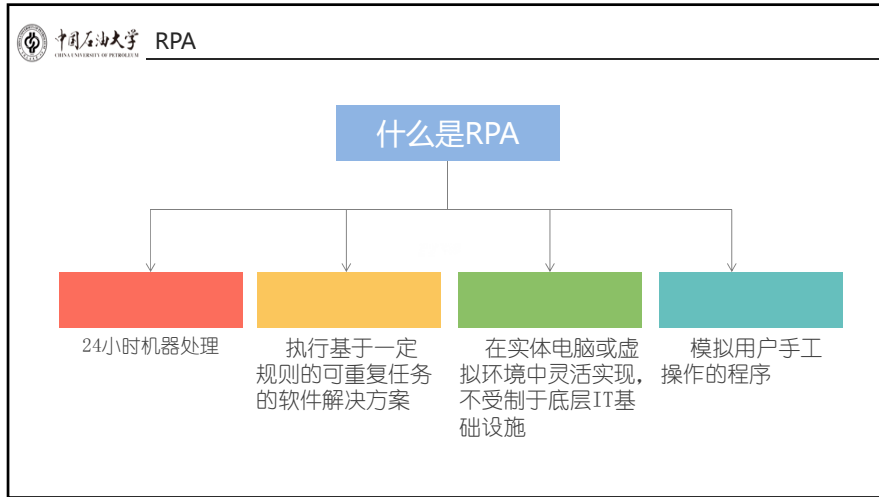 中国石油大学
CHINA UNIVERSITY OF PETROLEUM
RPA
什么是RPA
24小时机器处理
执行基于一定
规则的可重复任务
的软件解决方案
在实体电脑或虚
拟环境中灵活实现，
不受制于底层IT基
础设施
模拟用户手工
操作的程序